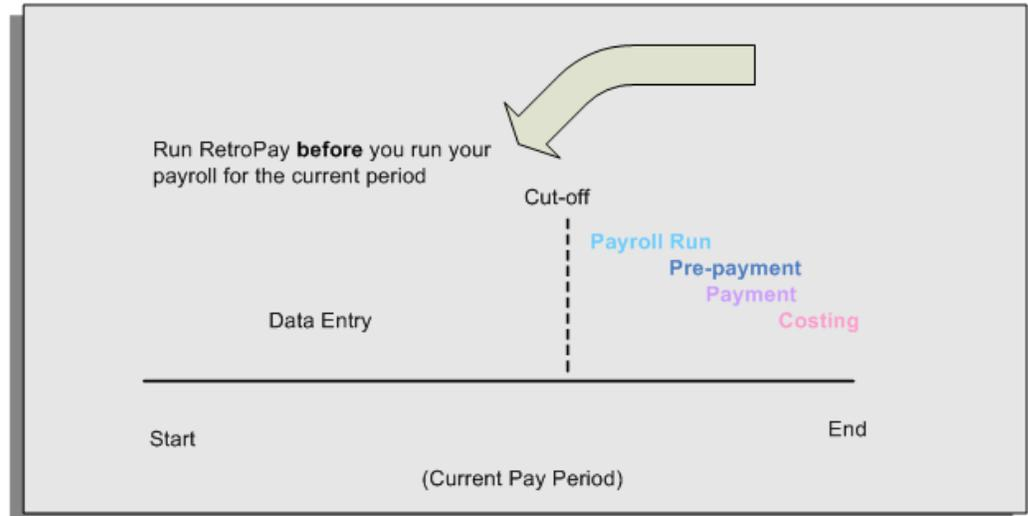 Run RetroPay before you run your
payroll for the current period
Cut-off
Payroll Run
Pre-payment
Payment
Costing
Data Entry
Start
End
(Current Pay Period)